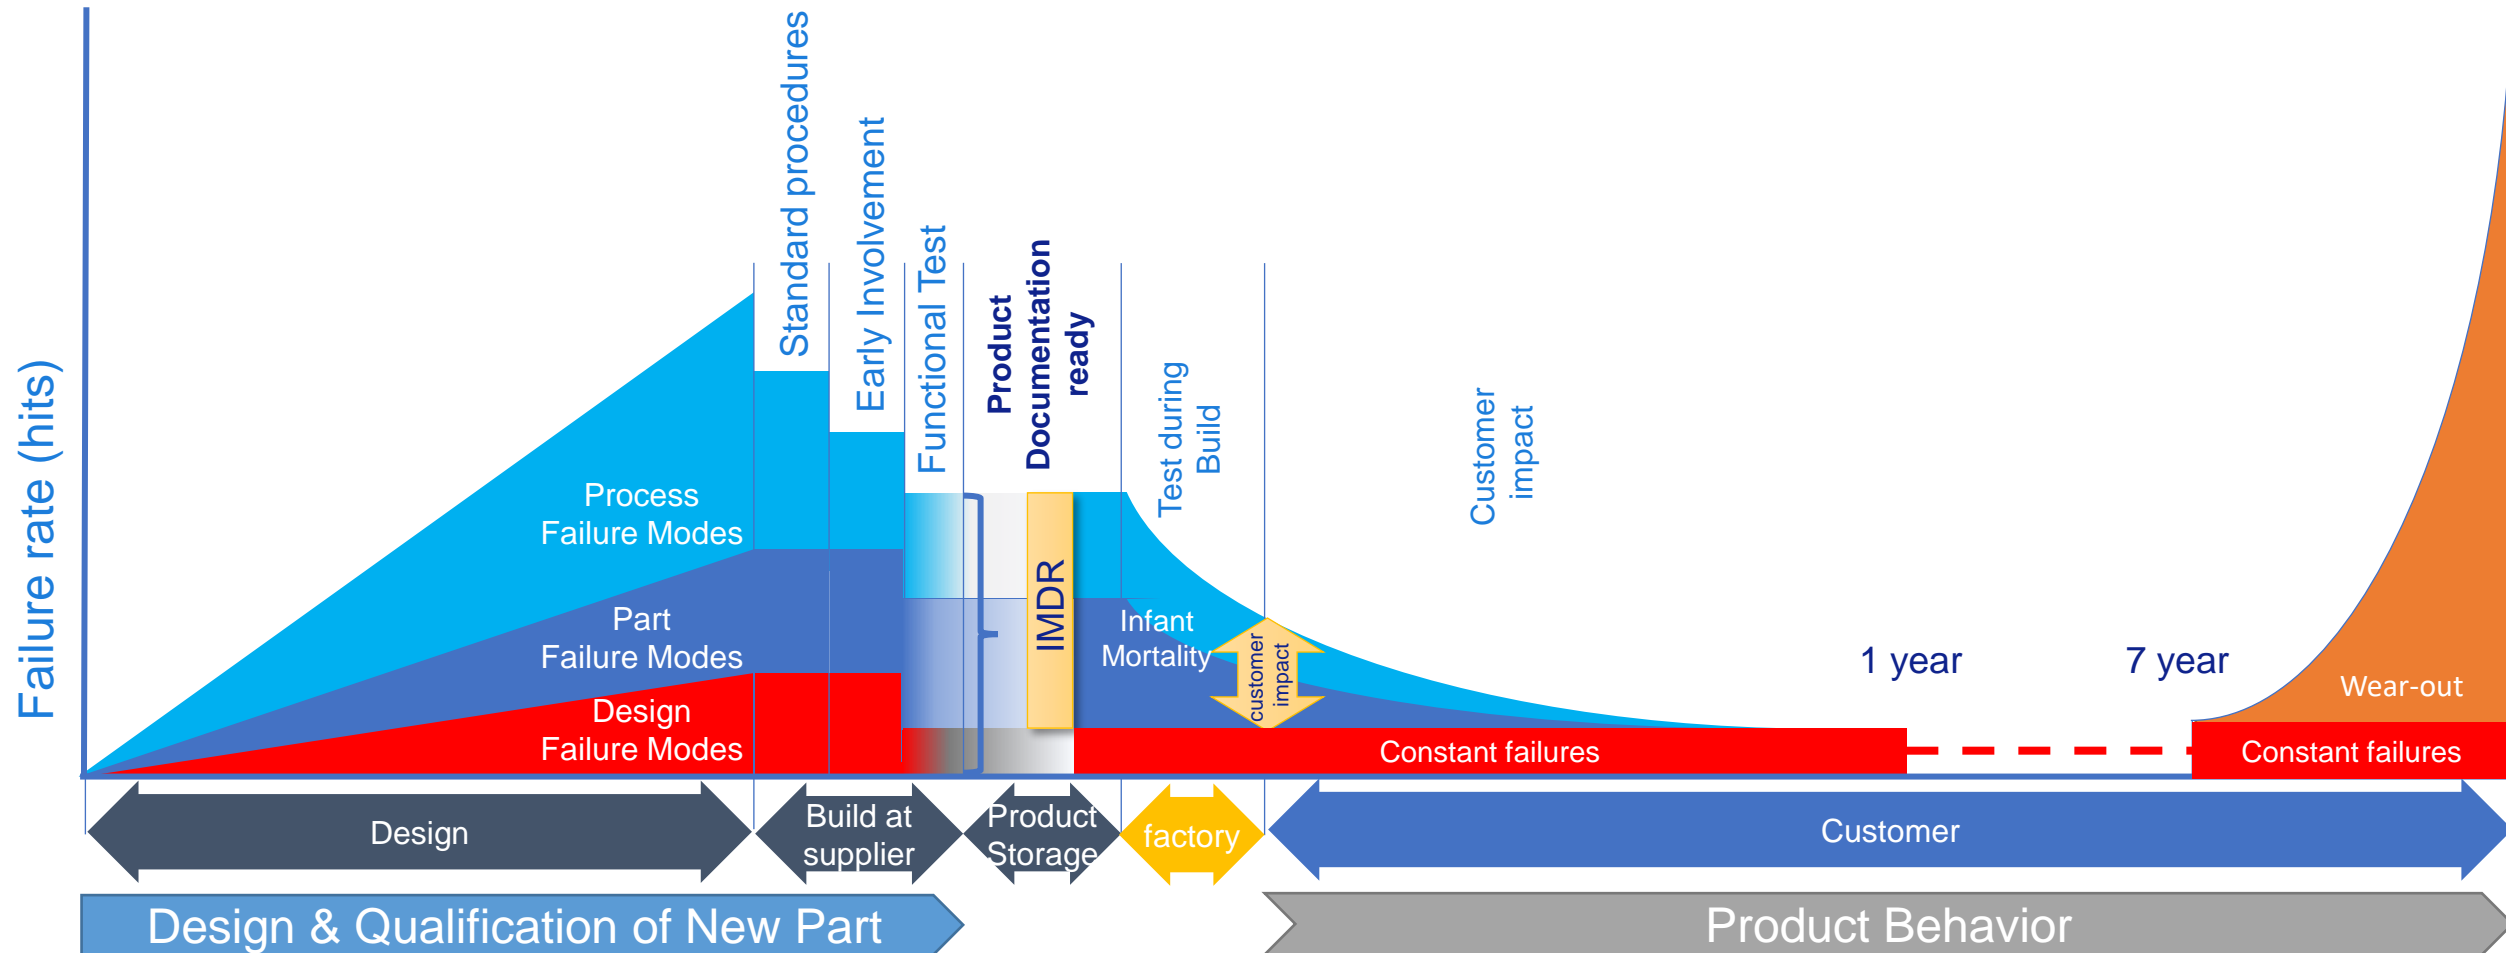 Failure rate (hits)
Standard procedures
Early Involvement
Functional Test
Product
Documentation
ready
Test during
Build
Customer
impact
Process
Failure Modes
Part
Failure Modes
Design
Failure Modes
IMDR
Infant
Mortality
customer
impact
1 year
7 year
Wear-out
Constant failures
Constant failures
Design
Build at
supplier
Product
Storage
factory
Customer
Design & Qualification of New Part
Product Behavior